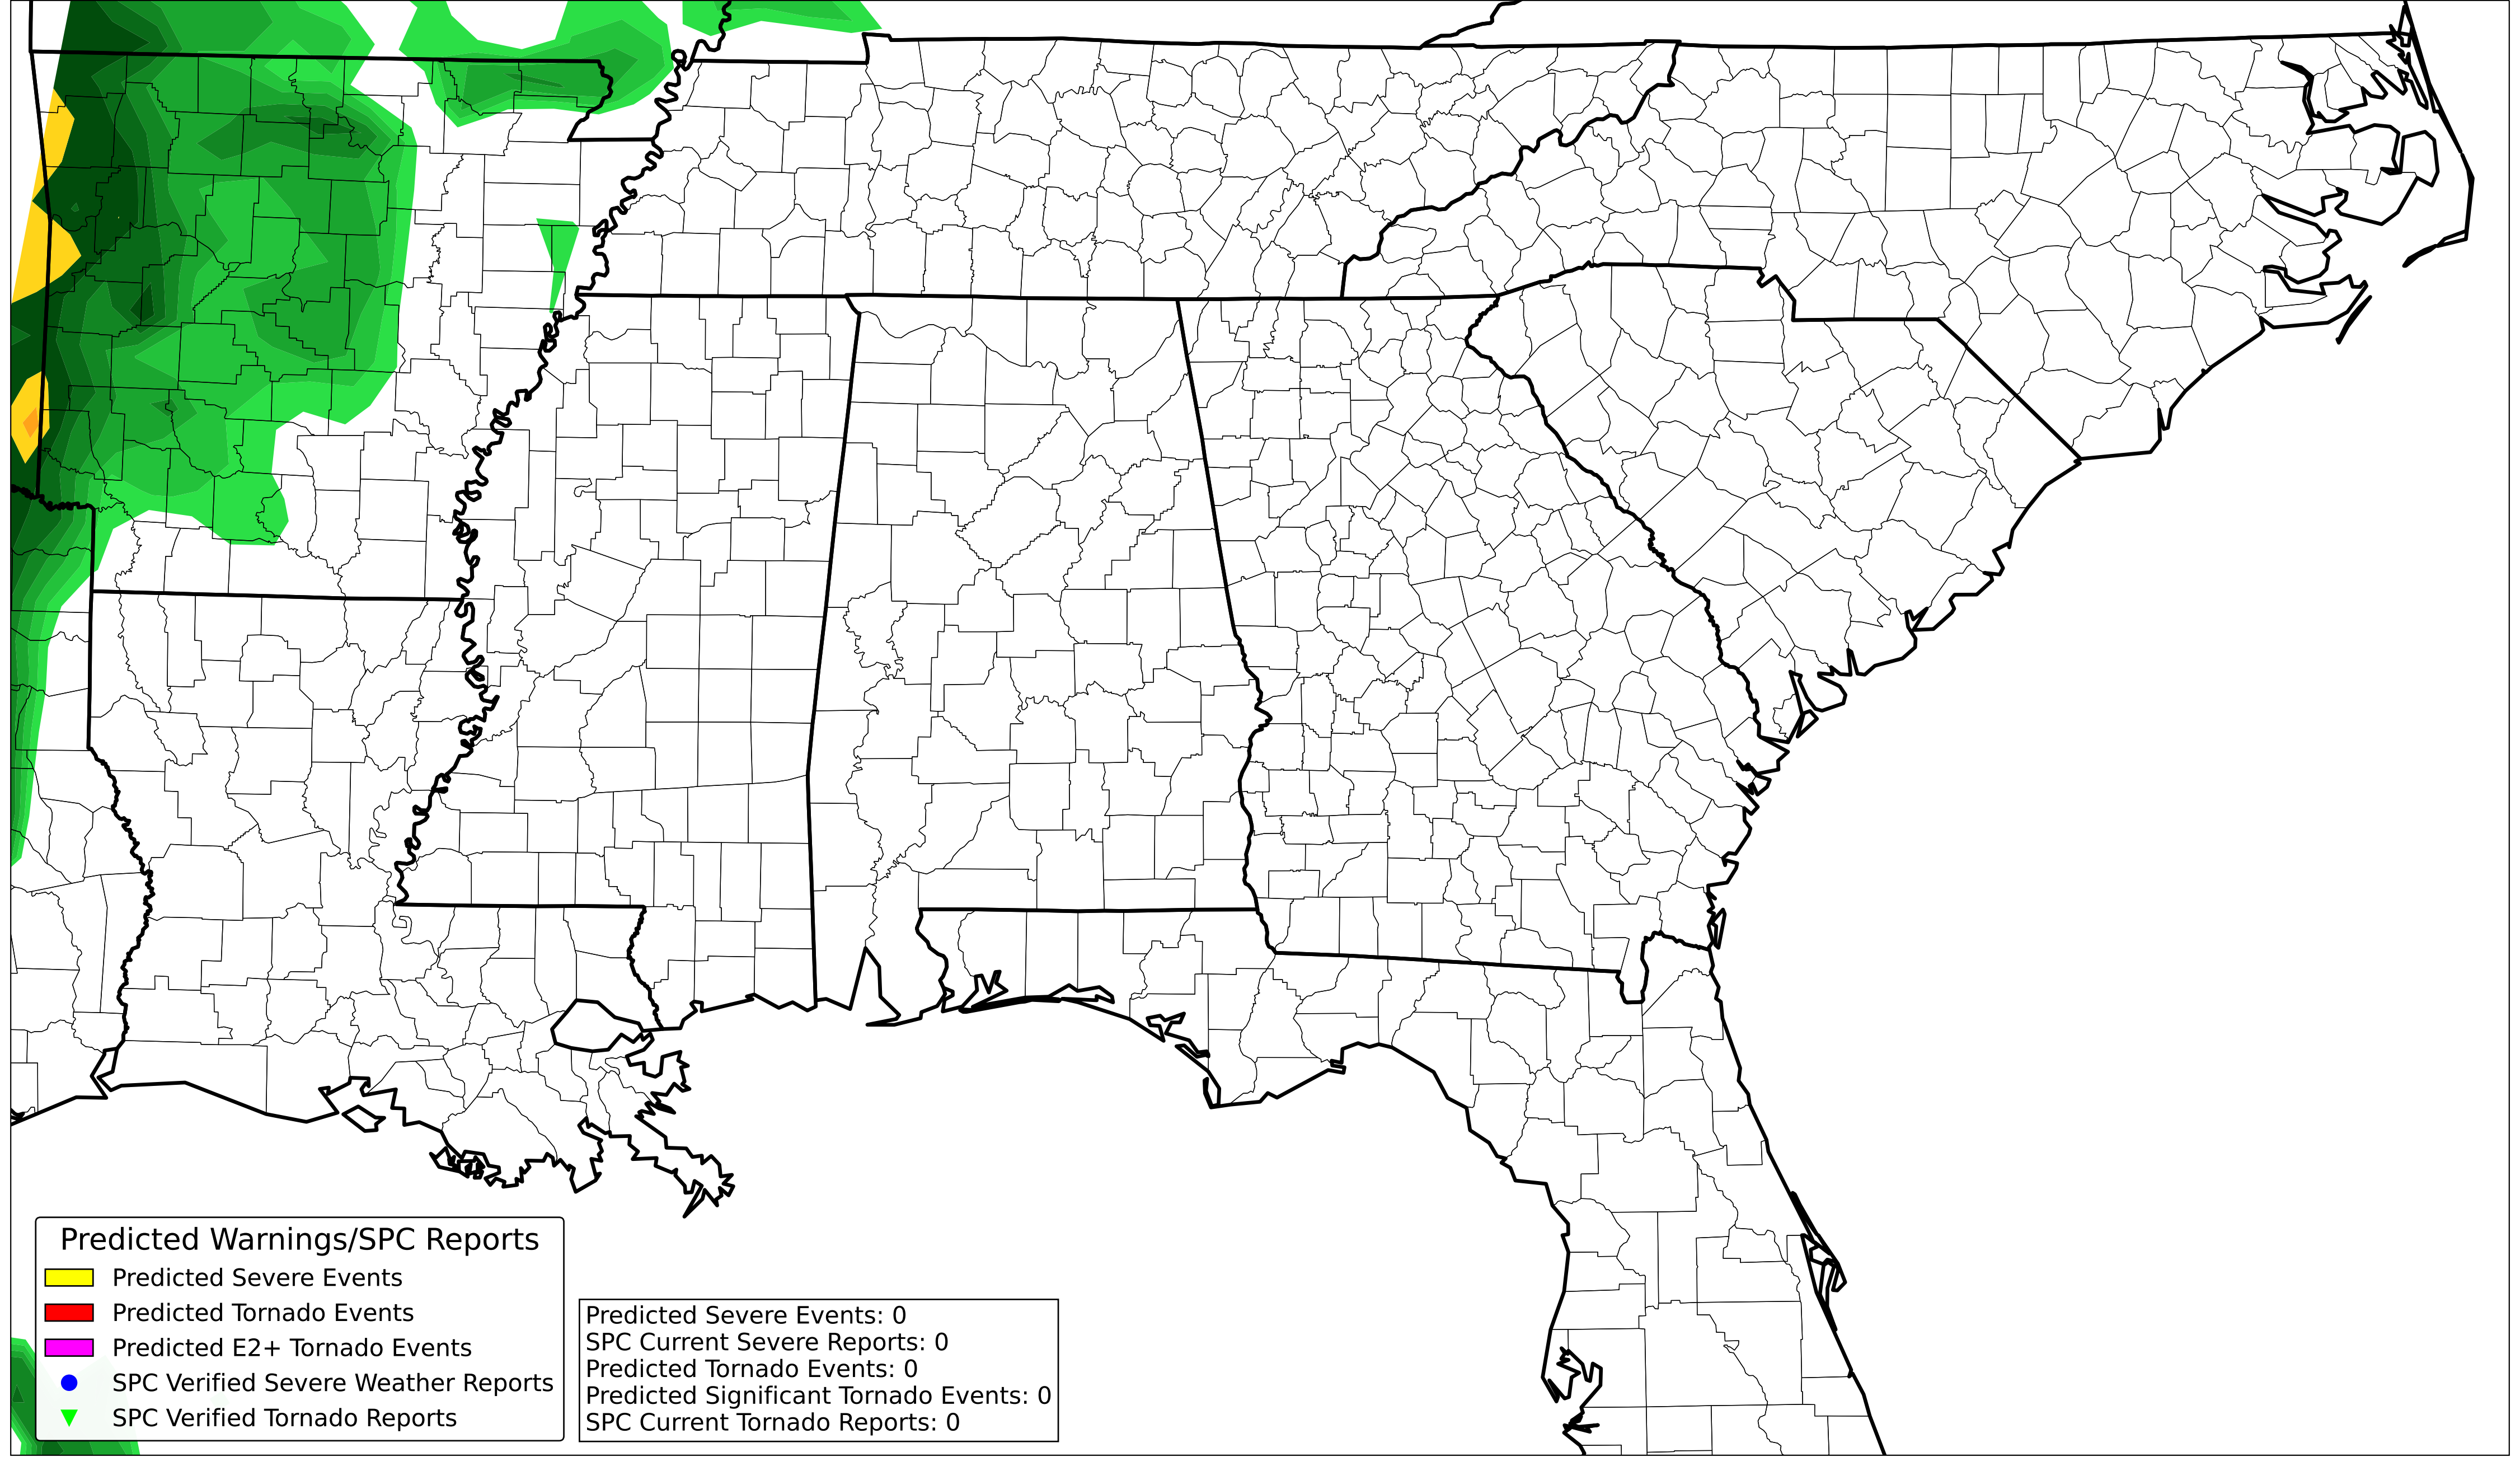 Predicted Warnings/SPC Reports
Predicted Severe Events
Predicted Tornado Events
Predicted E2+ Tornado Events
SPC Verified Severe Weather Reports
SPC Verified Tornado Reports
Predicted Severe Events: 0
SPC Current Severe Reports: 0
Predicted Tornado Events: 0
Predicted Significant Tornado Events: 0
SPC Current Tornado Reports: 0